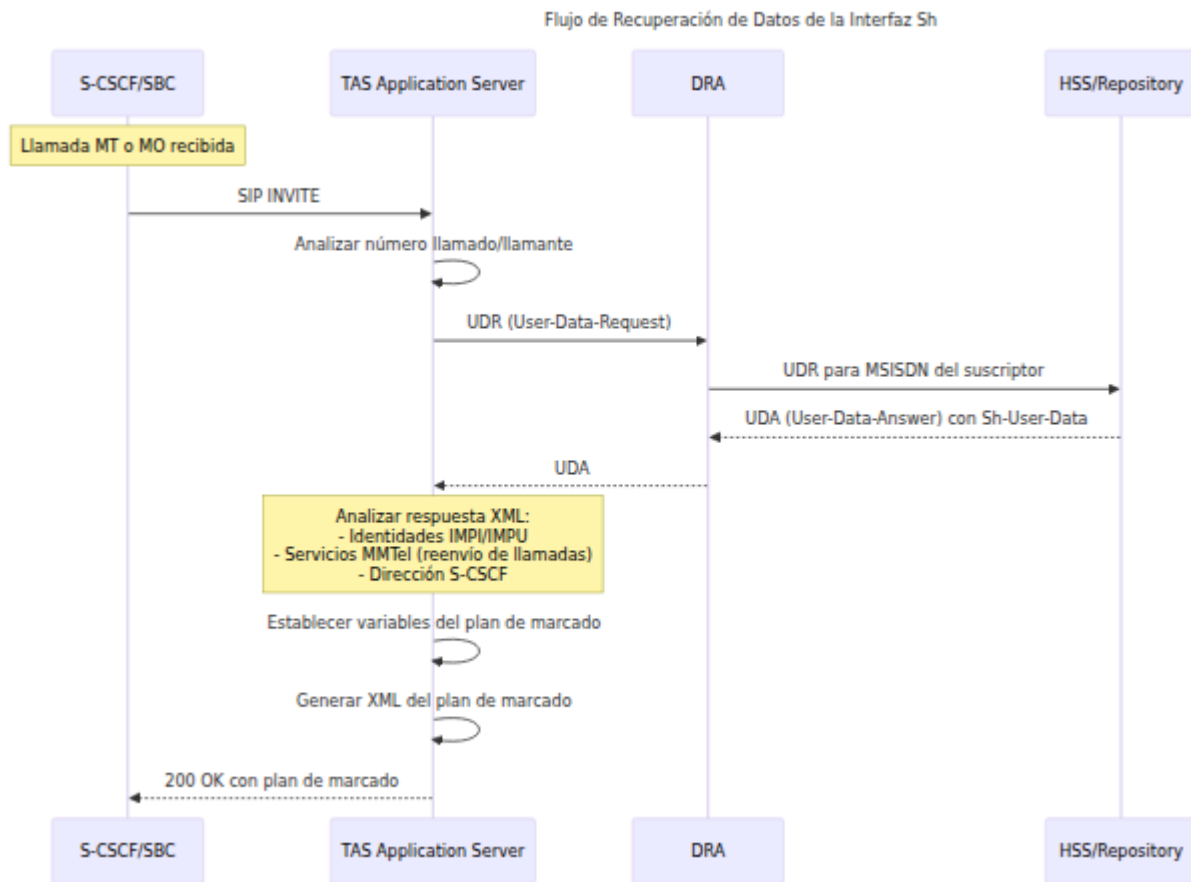 Flujo de Recuperación de Datos de la Interfaz Sh
S-CSCF/SBC
TAS Application Server
DRA
HSS/Repository
Llamada MT o MO recibida
SIP INVITE
Analizar número llamado/llamante
UDR (User-Data-Request)
UDR para MSISDN del suscriptor
UDA (User-Data-Answer) con Sh-User-Data
UDA
Analizar respuesta XML:
- Identidades IMPI/IMPU
- Servicios MMTel (reenvío de llamadas)
- Dirección S-CSCF
Establecer variables del plan de marcado
Generar XML del plan de marcado
200 OK con plan de marcado
S-CSCF/SBC
TAS Application Server
DRA
HSS/Repository